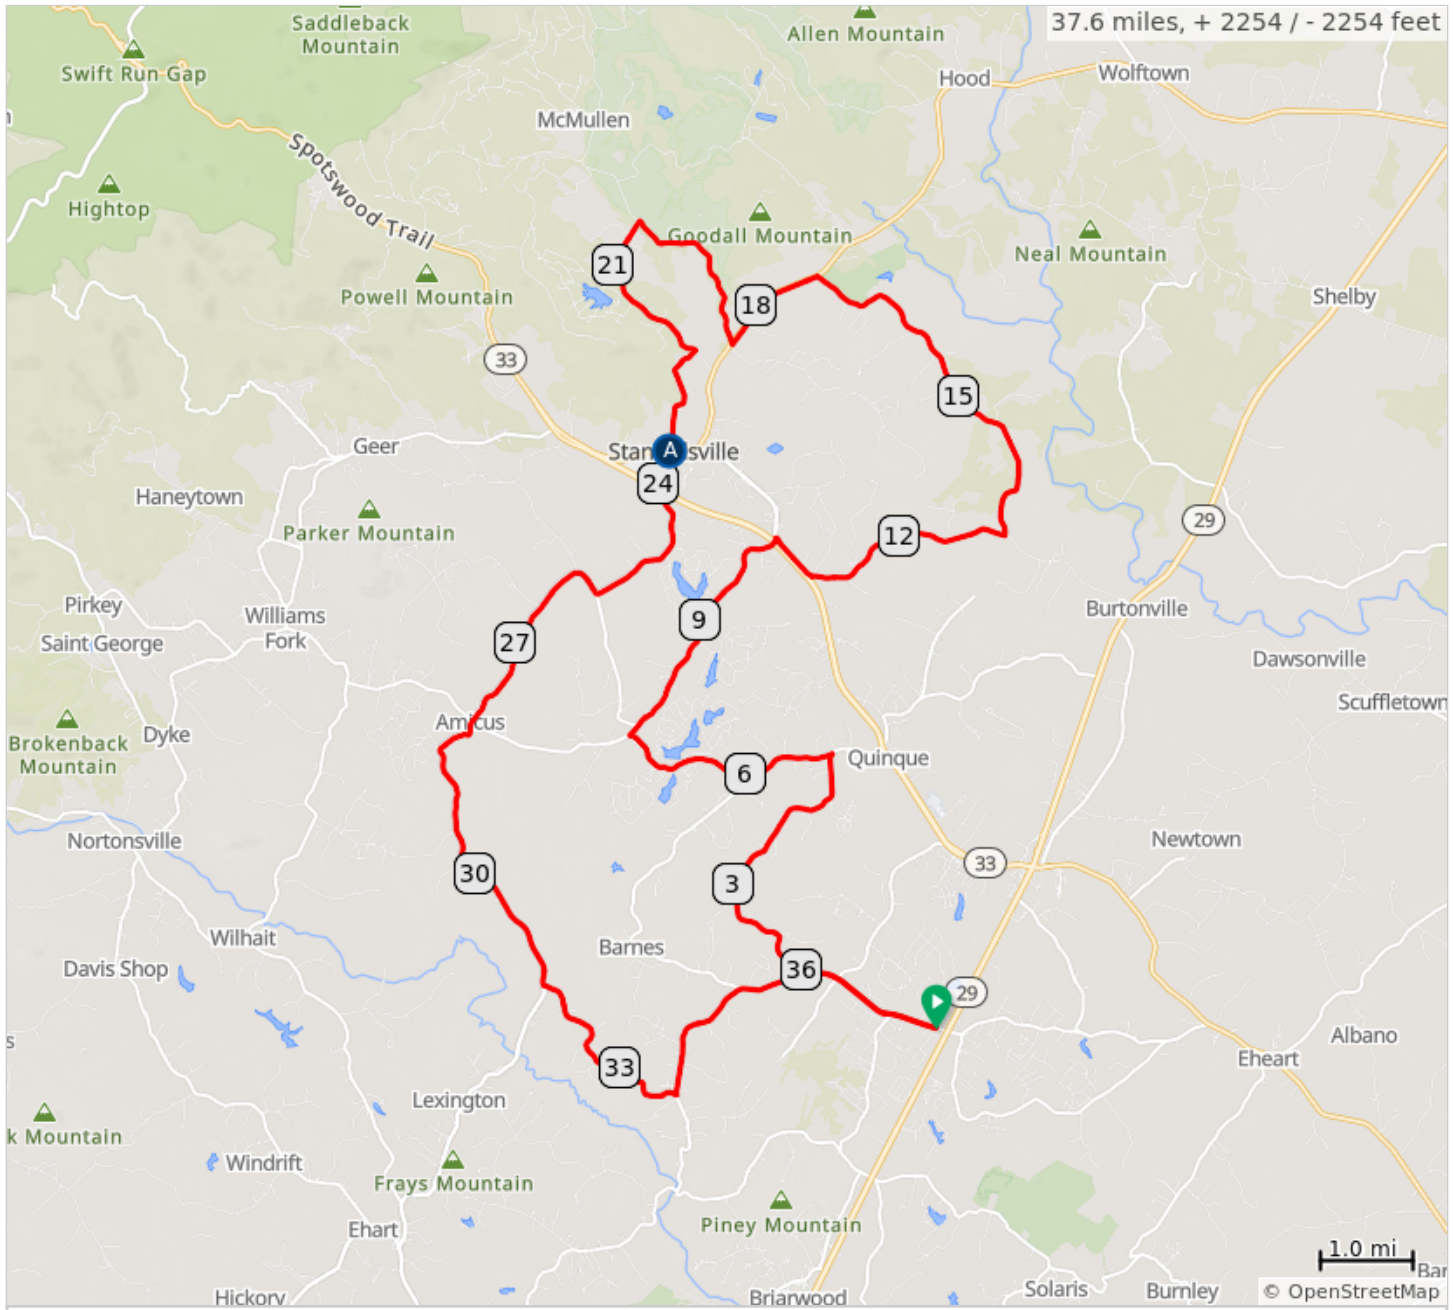 Saddleback
Mountain
Allen Mountain
37.6 miles, + 2254 / - 2254 feet
Swift Run Gap
Hood
Wolftown
McMullen
Spotswood Trail
Hightop
Goodall Mountain
Neal Mountain
21
Powell Mountain
18
Shelby
33
15
Geer
A
24
Haneytown
Parker Mountain
12
29
Pirkey
Williams
Fork
Saint George
27
9
Burtonville
Dawsonville
Scuffletown
Amicus
Brokenback
Mountain
Dyke
6
Quinque
Nortonsville
Newtown
30
3
33
Wilhait
Barnes
Davis Shop
36
29
Albano
Eheart
33
Lexington
k Mountain
Windrift
Frays Mountain
Piney Mountain
Ehart
1.0 mi
Hickory
Briarwood
Solaris
Burnley
Bar
© OpenStreetMap